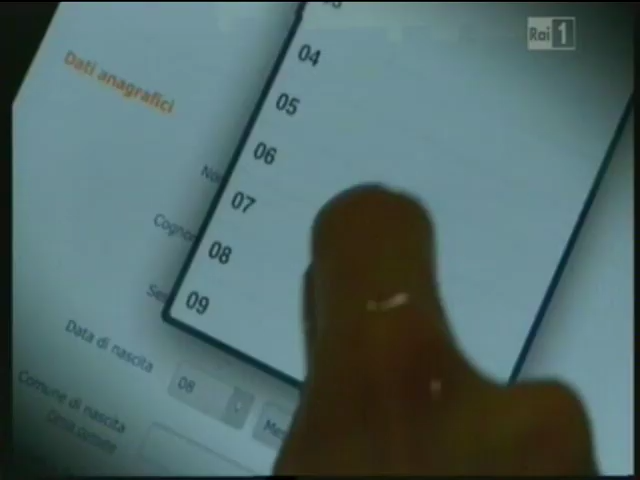 Rai 1
04
Dati anagrafici
05
06
07
08
09
Data di nascita
08
Comune di nascita